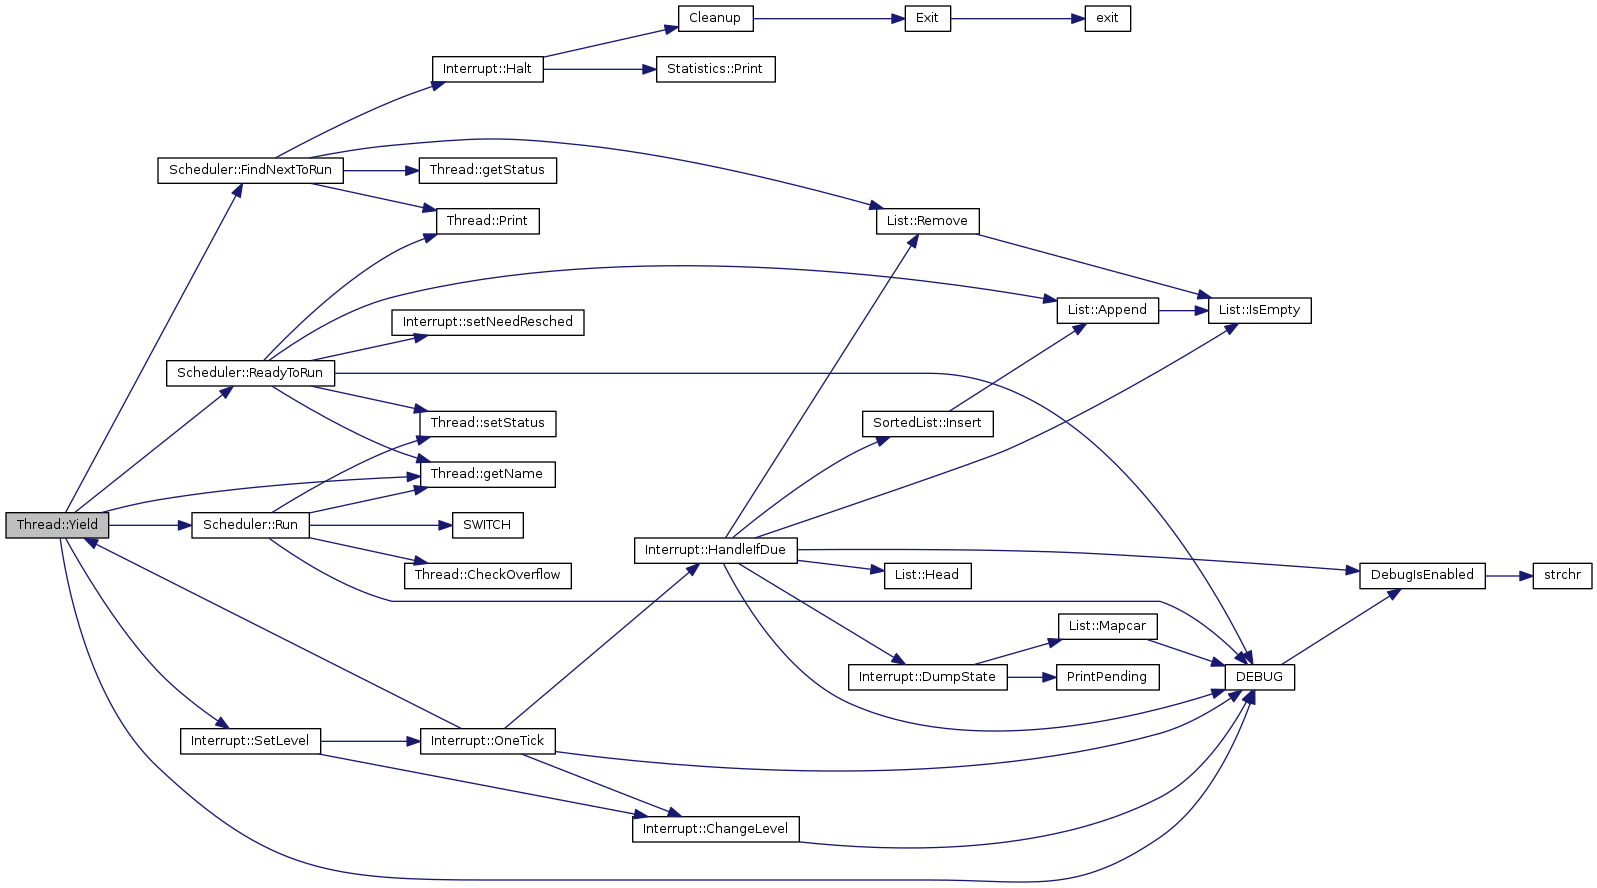 Cleanup
Exit
exit
Interrupt::Halt
Statistics::Print
Scheduler::FindNextToRun
Thread::getStatus
Thread::Print
List::Remove
Interrupt::setNeedResched
List::Append
List::IsEmpty
Scheduler::ReadyToRun
Thread::setStatus
SortedList::Insert
Thread::getName
Thread::Yield
Scheduler::Run
SWITCH
Interrupt::HandleIfDue
Thread::CheckOverflow
List::Head
DebugIsEnabled
strchr
List::Mapcar
Interrupt::DumpState
PrintPending
DEBUG
Interrupt::SetLevel
Interrupt::OneTick
Interrupt::ChangeLevel